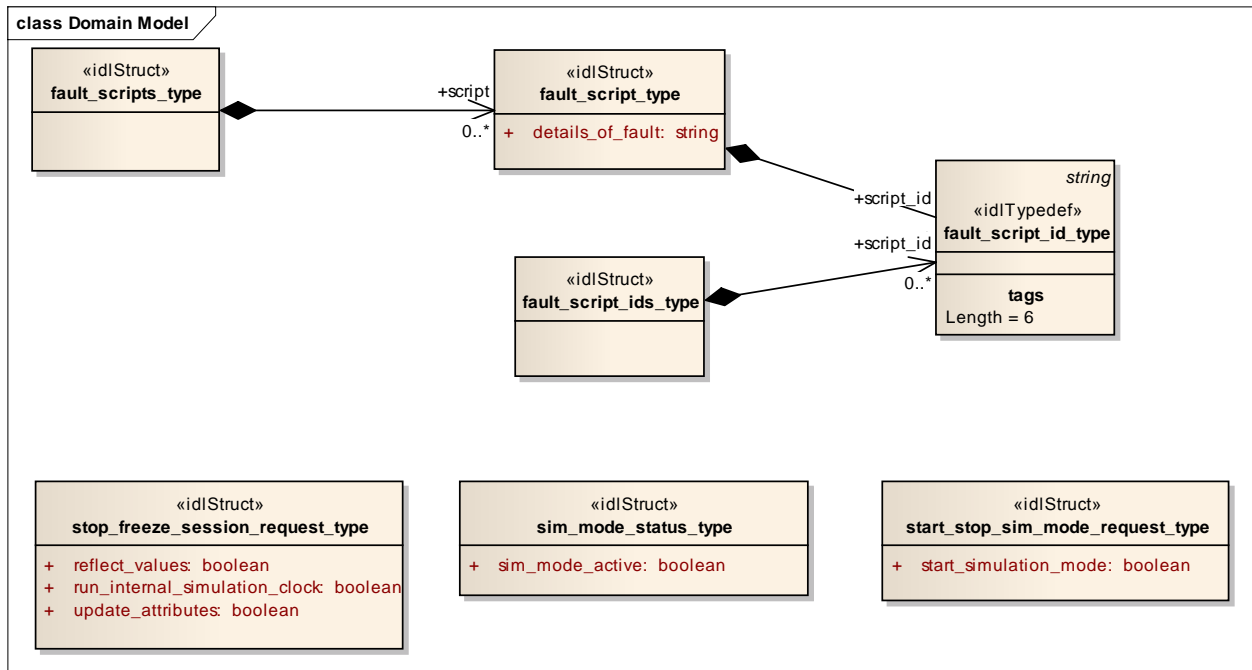 class Domain Model
«idlStruct»
fault_scripts_type
+script
0..*
«idlStruct»
fault_script_type
+ details_of_fault: string
+script_id
string
«idlTypedef»
fault_script_id_type
tags
Length = 6
+script_id
0..*
«idlStruct»
fault_script_ids_type
«idlStruct»
stop_freeze_session_request_type
+ reflect_values: boolean
+ run_internal_simulation_clock: boolean
+ update_attributes: boolean
«idlStruct»
sim_mode_status_type
+ sim_mode_active: boolean
«idlStruct»
start_stop_sim_mode_request_type
+ start_simulation_mode: boolean